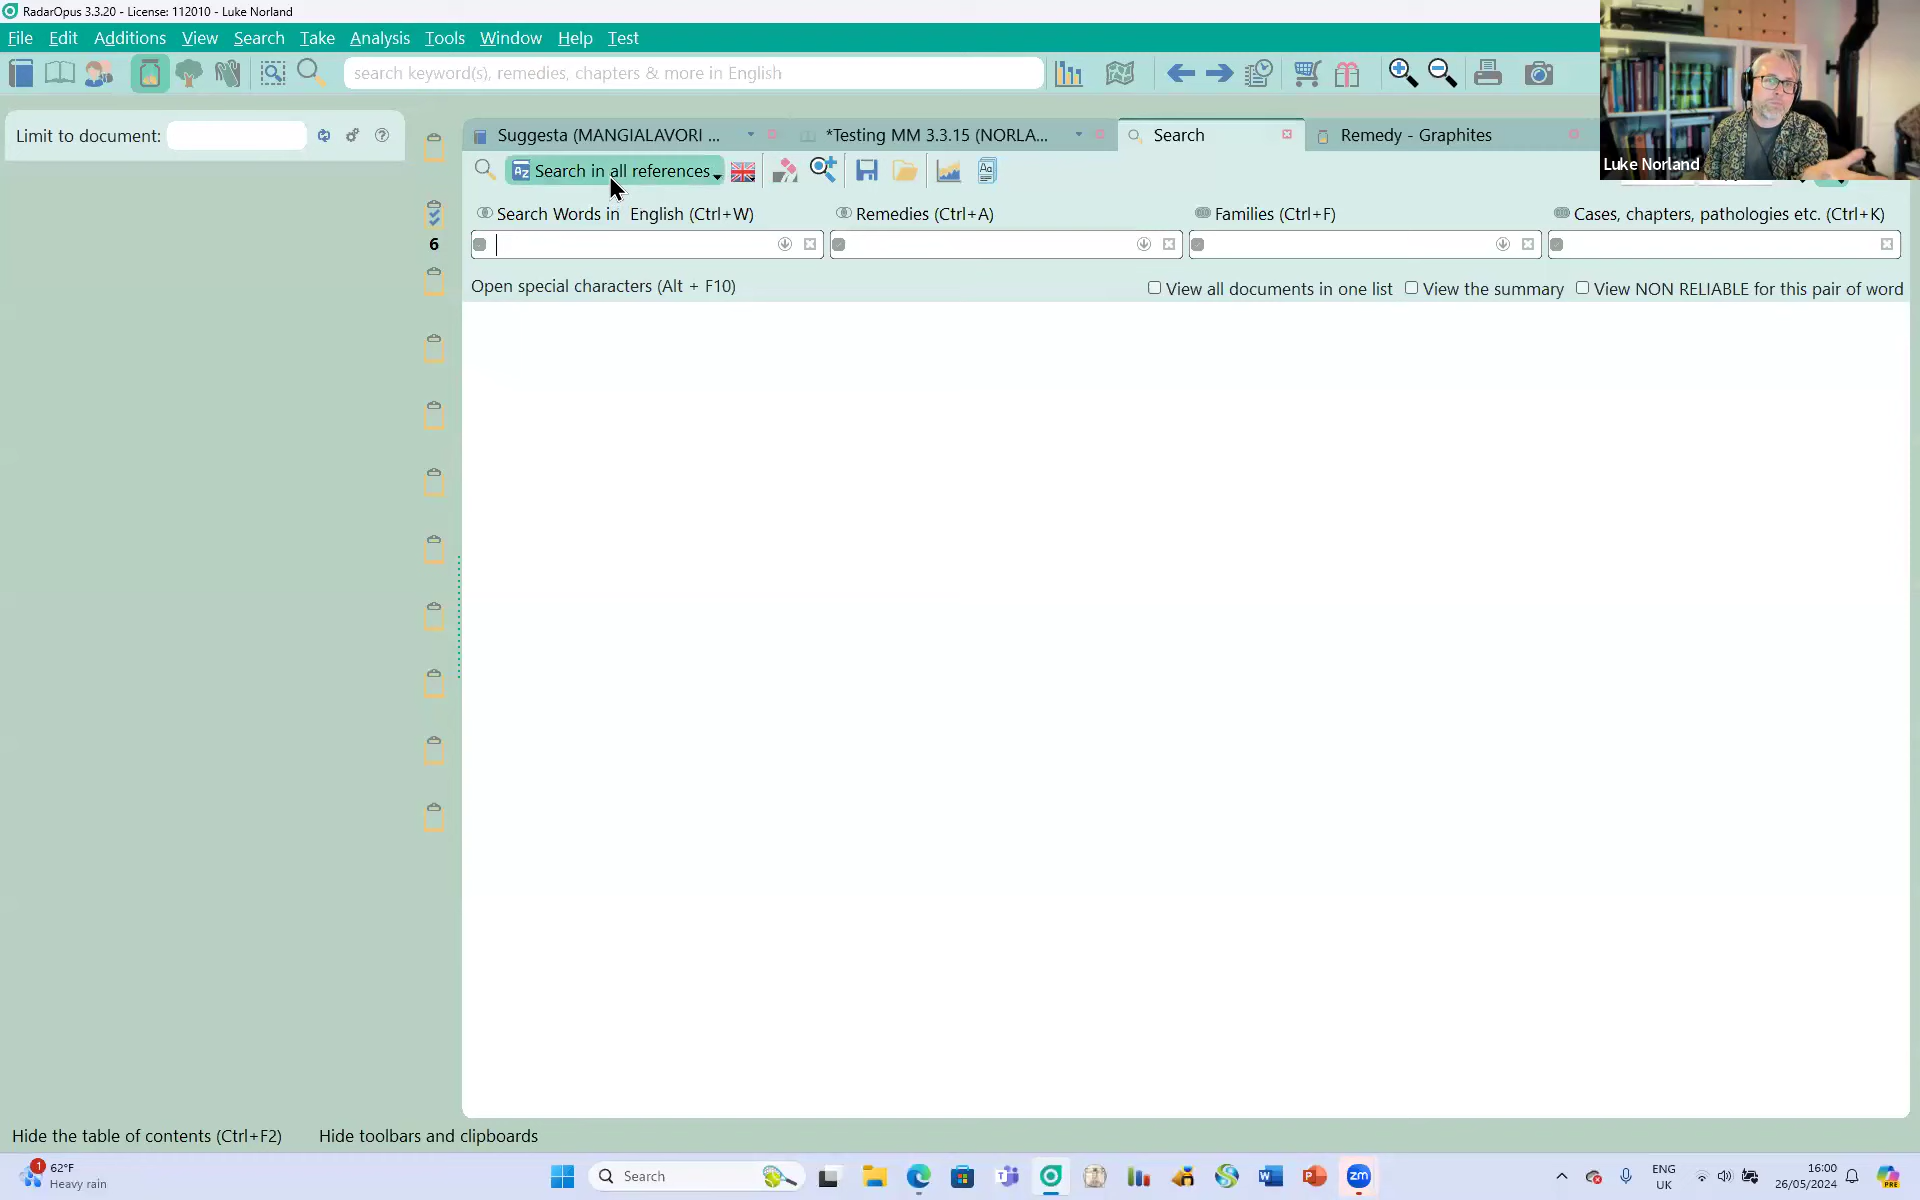 RadarOpus 3.3.20 - License: 112010 - Luke Norland
File Edit Additions View Search Take Analysis Tools Window Help Test
search keyword(s), remedies, chapters & more in English
Luke Norland
Limit to document:
Suggesta (MANGIALAVORI ...
*Testing MM 3.3.15 (NORLA...
Search
Remedy - Graphites
Search in all references
Search Words in English (Ctrl+W)
Remedies (Ctrl+A)
Families (Ctrl+F)
Cases, chapters, pathologies etc. (Ctrl+K)
6
Open special characters (Alt + F10)
View all documents in one list
View the summary
View NON RELIABLE for this pair of word
Hide the table of contents (Ctrl+F2)
Hide toolbars and clipboards
1
62°F
Heavy rain
Search
zm
ENG
UK
16:00
26/05/2024
PRE